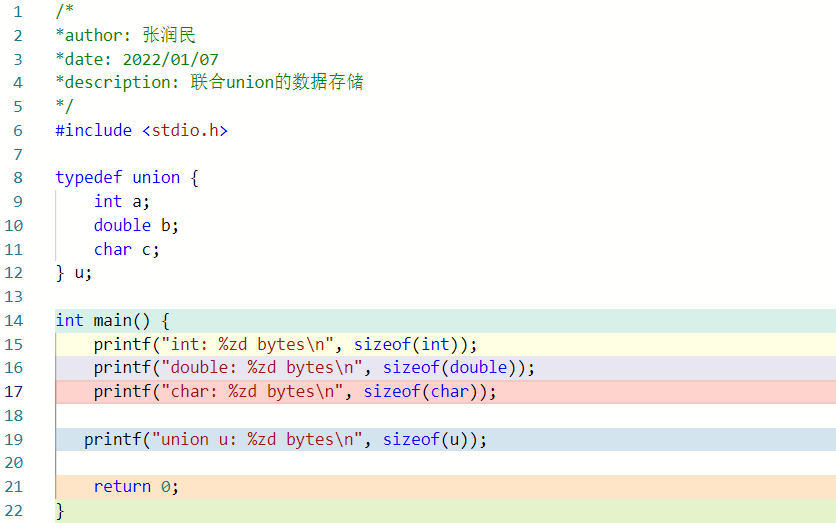 1 /*
2 *author: 张润民
3 *date: 2022/01/07
4 *description: 联合union的数据存储
5 */
6 #include <stdio.h>
7
8 typedef union {
9     int a;
10     double b;
11     char c;
12 } u;
13
14 int main() {
15     printf("int: %zd bytes\n", sizeof(int));
16     printf("double: %zd bytes\n", sizeof(double));
17     printf("char: %zd bytes\n", sizeof(char));
18
19    printf("union u: %zd bytes\n", sizeof(u));
20
21     return 0;
22 }